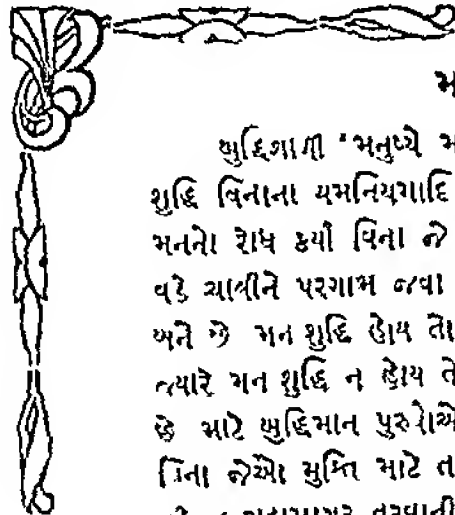 મ
બુદ્ધિશાળી મનુષ્યે મ
શુદ્ધિ વિનાના યમનિયમાદિ
મનનો રોધ કર્યા વિના જે
વડે ચાલીને પરગામ જવા
અને જે મન શુદ્ધિ હોય તો
જ્યારે મન શુદ્ધિ ન હોય તે
છે માટે બુદ્ધિમાન પુરુષોએ
વિના જેઓ મુક્તિ માટે ત